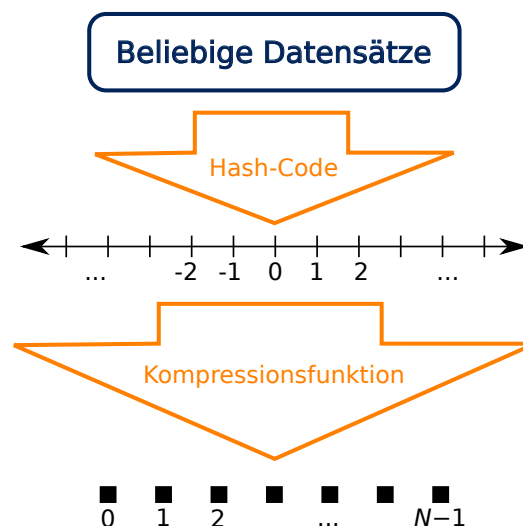 Beliebige Datensätze
Hash-Code
... -2 -1 0 1 2 ...
Kompressionsfunktion
0 1 2 ... N−1